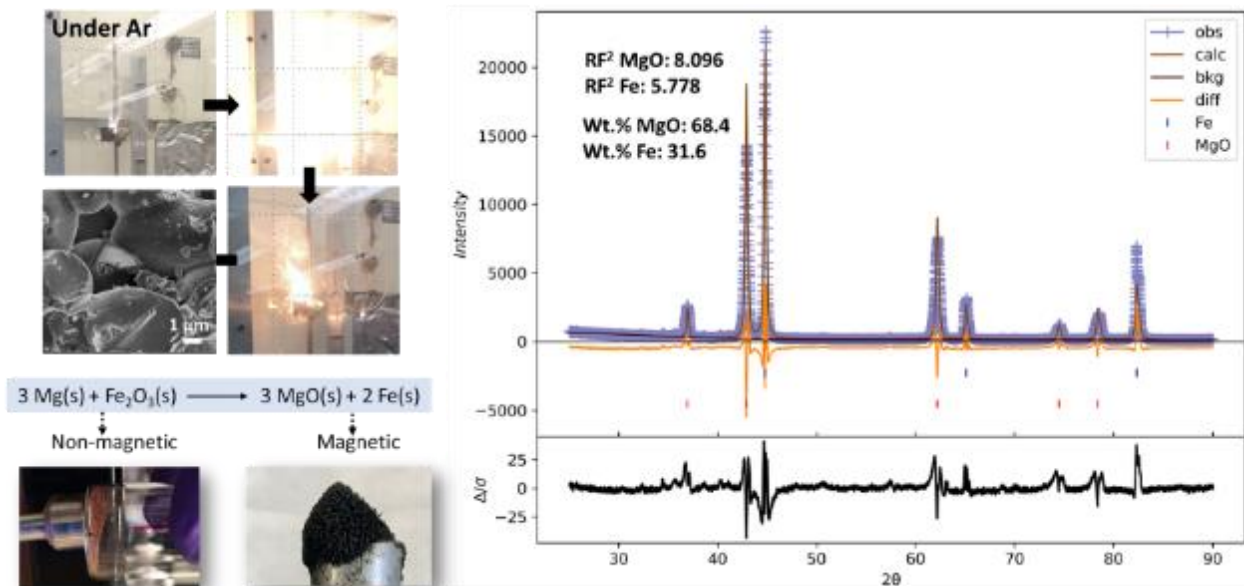 Under Ar
1 μm
3 Mg(s) + Fe₂O₃(s) ⟶ 3 MgO(s) + 2 Fe(s)
Non-magnetic
Magnetic
RF² MgO: 8.096
RF² Fe: 5.778
Wt.% MgO: 68.4
Wt.% Fe: 31.6
obs
calc
bkg
diff
Fe
MgO
Intensity
20000
15000
10000
5000
0
−5000
Δ/σ
25
0
−25
30
40
50
60
70
80
90
2θ